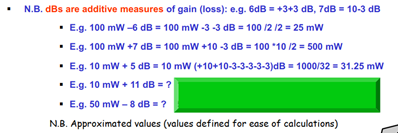 ▪ N.B. dBs are additive measures of gain (loss): e.g. 6dB = +3+3 dB, 7dB = 10-3 dB
▪ E.g. 100 mW –6 dB = 100 mW -3 -3 dB = 100 /2 /2 = 25 mW
▪ E.g. 100 mW +7 dB = 100 mW +10 -3 dB = 100 *10 /2 = 500 mW
▪ E.g. 10 mW + 5 dB = 10 mW (+10+10-3-3-3-3-3)dB = 1000/32 = 31.25 mW
▪ E.g. 10 mW + 11 dB = ?
▪ E.g. 50 mW – 8 dB = ?
N.B. Approximated values (values defined for ease of calculations)